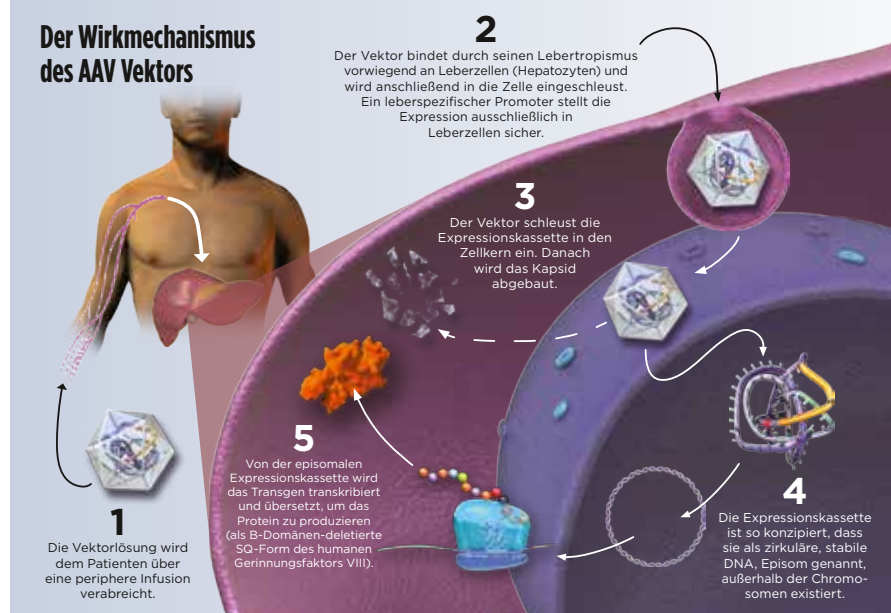 Der Wirkmechanismus
des AAV Vektors
2
Der Vektor bindet durch seinen Lebertropismus
vorwiegend an Leberzellen (Hepatozyten) und
wird anschließend in die Zelle eingeschleust.
Ein leberspezifischer Promoter stellt die
Expression ausschließlich in
Leberzellen sicher.
3
Der Vektor schleust die
Expressionskassette in den
Zellkern ein. Danach
wird das Kapsid
abgebaut.
5
Von der episomalen
Expressionskassette wird
das Transgen transkribiert
und übersetzt, um das
Protein zu produzieren
(als B-Domänen-deletierte
SQ-Form des humanen
Gerinnungsfaktors VIII).
1
Die Vektorlösung wird
dem Patienten über
eine periphere Infusion
verabreicht.
4
Die Expressionskassette
ist so konzipiert, dass
sie als zirkuläre, stabile
DNA, Episom genannt,
außerhalb der Chromo-
somen existiert.